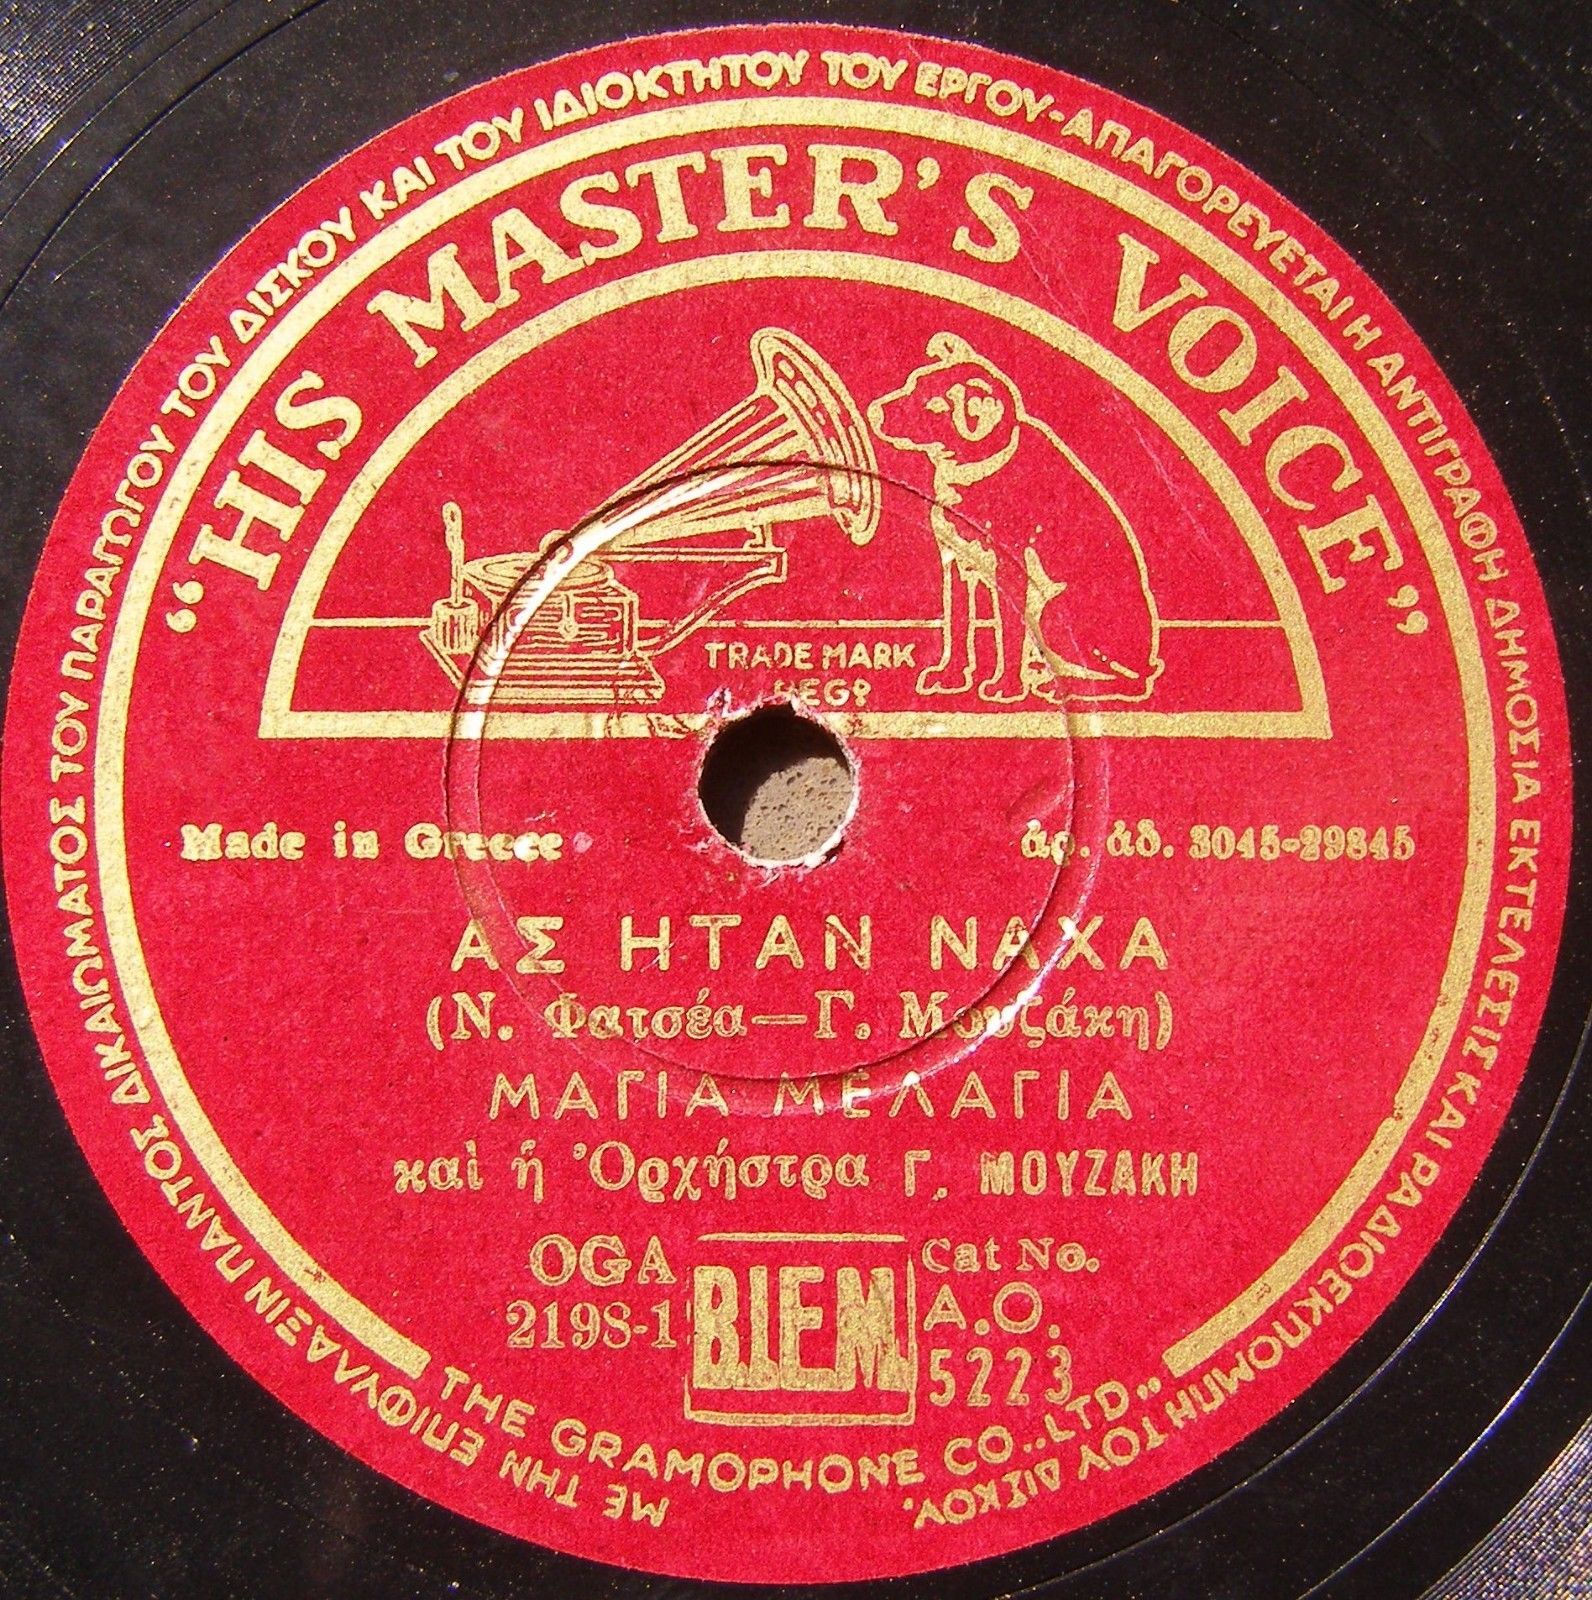 ΜΕ ΤΗΝ ΕΠΙΦΥΛΑΞΙΝ ΠΑΝΤΟΣ ΔΙΚΑΙΩΜΑΤΟΣ ΤΟΥ ΠΑΡΑΓΩΓΟΥ ΤΟΥ ΔΙΣΚΟΥ ΚΑΙ ΤΟΥ ΙΔΙΟΚΤΗΤΟΥ ΤΟΥ ΕΡΓΟΥ-ΑΠΑΓΟΡΕΥΕΤΑΙ Η ΑΝΤΙΓΡΑΦΗ ΔΗΜΟΣΙΑ ΕΚΤΕΛΕΣΙΣ ΚΑΙ ΡΑΔΙΟΕΚΠΟΜΠΗ ΤΟΥ ΔΙΣΚΟΥ.
“HIS MASTER'S VOICE”
TRADE MARK
REGD
Made in Greece
ἀρ. ἀδ. 3045-29845
ΑΣ ΗΤΑΝ ΝΑΧΑ
(Ν. Φατσέα—Γ. Μουζάκη)
ΜΑΓΙΑ ΜΕΛΑΓΙΑ
καὶ ἡ Ὀρχήστρα Γ. ΜΟΥΖΑΚΗ
OGA
2198-1
B.I.E.M.
Cat No.
A.O.
5223
THE GRAMOPHONE CO., LTD.,